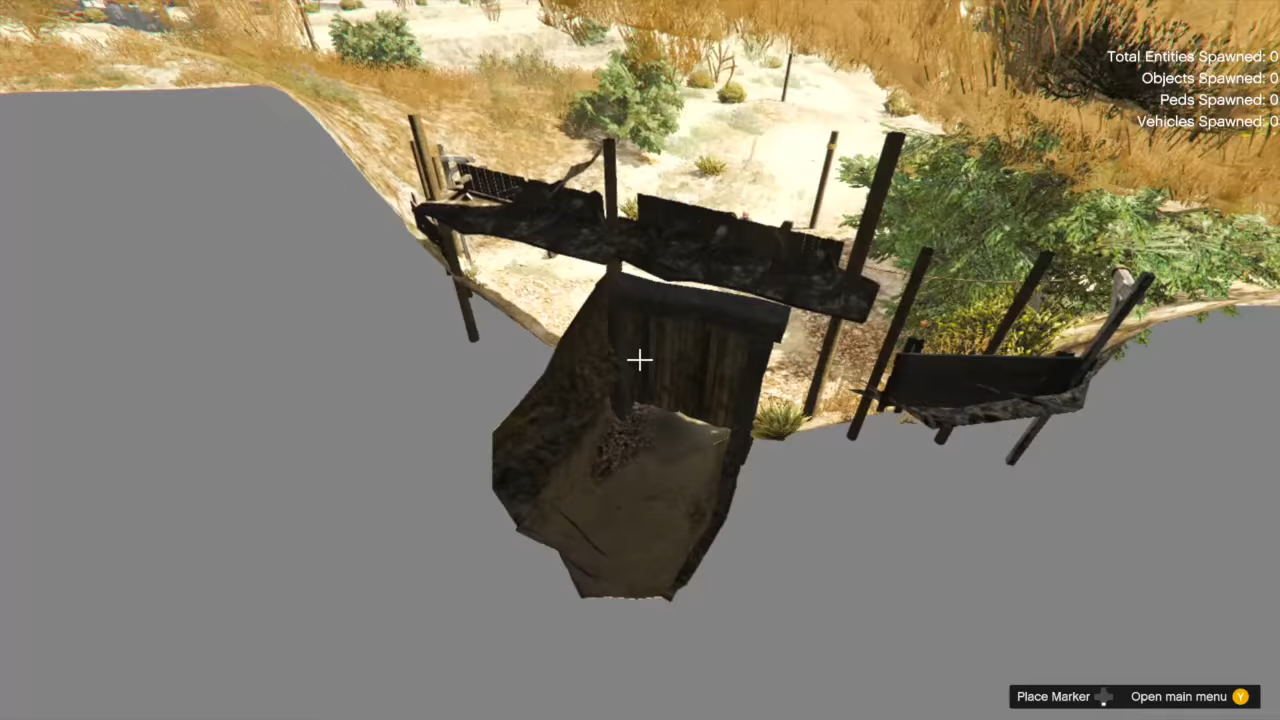 Total Entities Spawned: 0
Objects Spawned: 0
Peds Spawned: 0
Vehicles Spawned: 0
Place Marker Open main menu Y